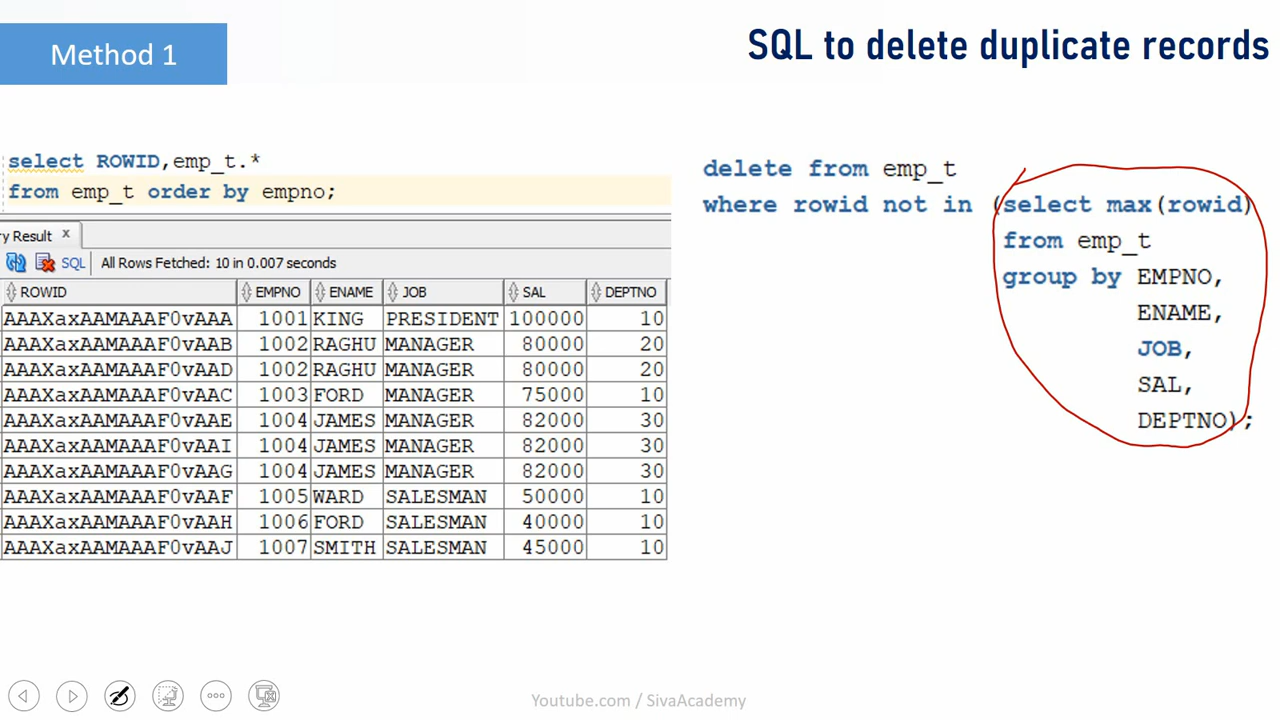 Method 1
SQL to delete duplicate records
select ROWID,emp_t.*
from emp_t order by empno;
ry Result x
SQL | All Rows Fetched: 10 in 0.007 seconds
ROWID EMPNO ENAME JOB SAL DEPTNO
AAAXaxAAMAAAF0vAAA 1001 KING PRESIDENT 100000 10
AAAXaxAAMAAAF0vAAB 1002 RAGHU MANAGER 80000 20
AAAXaxAAMAAAF0vAAD 1002 RAGHU MANAGER 80000 20
AAAXaxAAMAAAF0vAAC 1003 FORD MANAGER 75000 10
AAAXaxAAMAAAF0vAAE 1004 JAMES MANAGER 82000 30
AAAXaxAAMAAAF0vAAI 1004 JAMES MANAGER 82000 30
AAAXaxAAMAAAF0vAAG 1004 JAMES MANAGER 82000 30
AAAXaxAAMAAAF0vAAF 1005 WARD SALESMAN 50000 10
AAAXaxAAMAAAF0vAAH 1006 FORD SALESMAN 40000 10
AAAXaxAAMAAAF0vAAJ 1007 SMITH SALESMAN 45000 10
delete from emp_t
where rowid not in (select max(rowid)
from emp_t
group by EMPNO,
ENAME,
JOB,
SAL,
DEPTNO);
Youtube.com / SivaAcademy